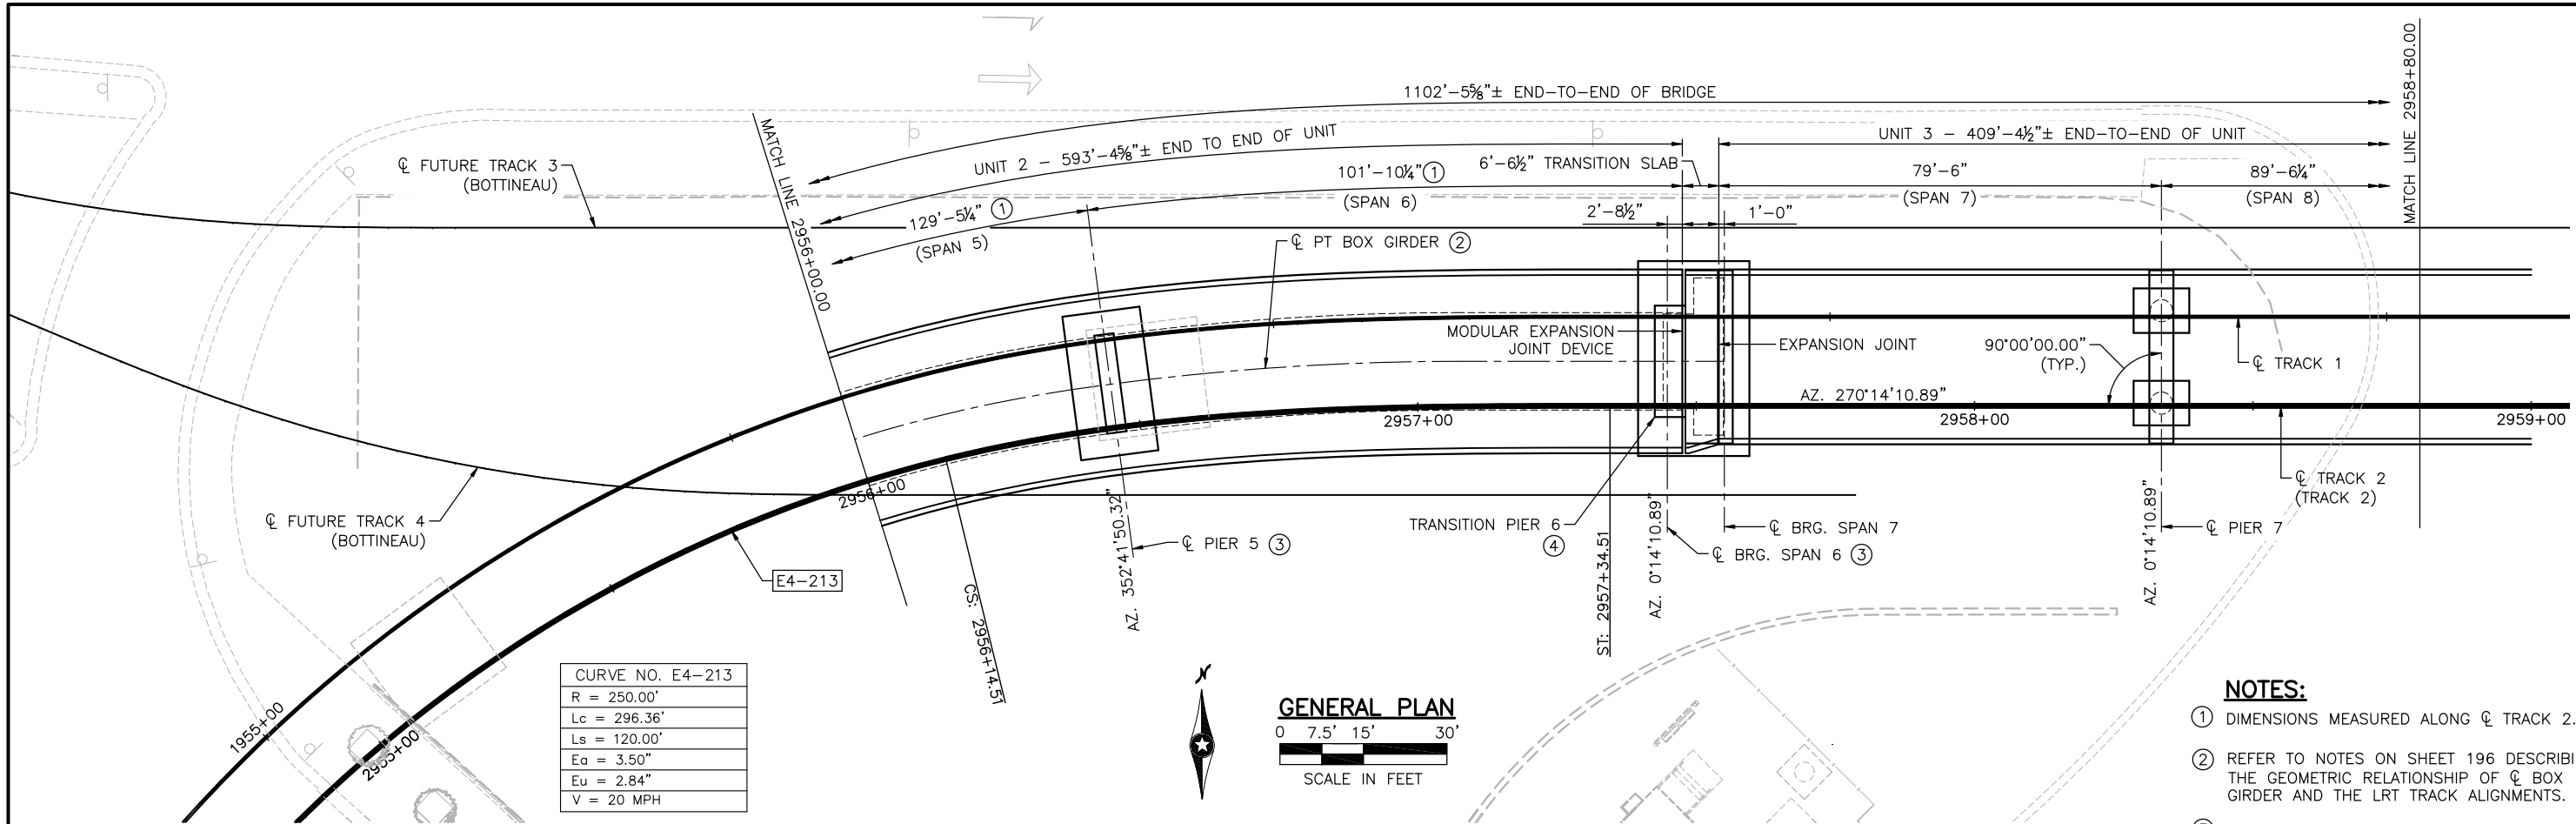 1102'-5⅝"± END-TO-END OF BRIDGE
MATCH LINE 2958+80.00
MATCH LINE 2956+00.00
UNIT 2 - 593'-4⅝"± END TO END OF UNIT
UNIT 3 - 409'-4½"± END-TO-END OF UNIT
℄ FUTURE TRACK 3
(BOTTINEAU)
6'-6½" TRANSITION SLAB
101'-10¼" ①
(SPAN 6)
79'-6"
(SPAN 7)
89'-6¼"
(SPAN 8)
129'-5¼" ①
(SPAN 5)
2'-8½"
1'-0"
℄ PT BOX GIRDER ②
MODULAR EXPANSION
JOINT DEVICE
EXPANSION JOINT
90°00'00.00"
(TYP.)
℄ TRACK 1
AZ. 270°14'10.89"
2957+00
2958+00
2959+00
℄ TRACK 2
(TRACK 2)
2956+00
℄ FUTURE TRACK 4
(BOTTINEAU)
TRANSITION PIER 6
④
℄ BRG. SPAN 7
℄ BRG. SPAN 6 ③
℄ PIER 7
℄ PIER 5 ③
AZ. 352°41'50.32"
ST: 2957+34.51
AZ. 0°14'10.89"
AZ. 0°14'10.89"
E4-213
CS: 2956+14.51
1955+00
2955+00
CURVE NO. E4-213
R = 250.00'
Lc = 296.36'
Ls = 120.00'
Ea = 3.50"
Eu = 2.84"
V = 20 MPH
N
GENERAL PLAN
0 7.5' 15' 30'
SCALE IN FEET
NOTES:
① DIMENSIONS MEASURED ALONG ℄ TRACK 2.
② REFER TO NOTES ON SHEET 196 DESCRIBI
THE GEOMETRIC RELATIONSHIP OF ℄ BOX
GIRDER AND THE LRT TRACK ALIGNMENTS.